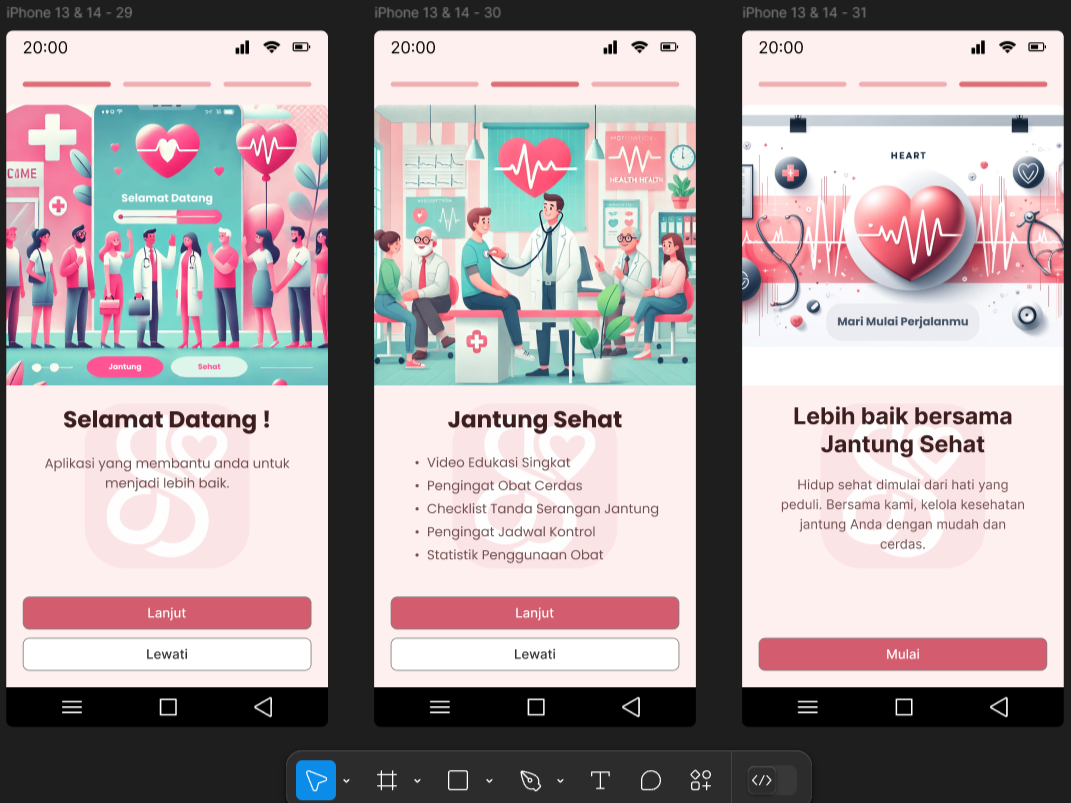 iPhone 13 & 14 - 29
20:00
Selamat Datang
Jantung
Sehat
Selamat Datang !
Aplikasi yang membantu anda untuk
menjadi lebih baik.
Lanjut
Lewati
iPhone 13 & 14 - 30
20:00
HEALTH HEALTH
Jantung Sehat
• Video Edukasi Singkat
• Pengingat Obat Cerdas
• Checklist Tanda Serangan Jantung
• Pengingat Jadwal Kontrol
• Statistik Penggunaan Obat
Lanjut
Lewati
iPhone 13 & 14 - 31
20:00
HEART
Mari Mulai Perjalanmu
Lebih baik bersama
Jantung Sehat
Hidup sehat dimulai dari hati yang
peduli. Bersama kami, kelola kesehatan
jantung Anda dengan mudah dan
cerdas.
Mulai